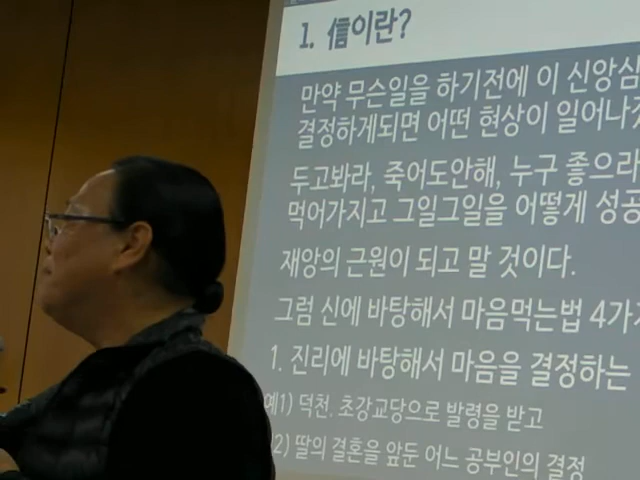 1. 信이란?
만약 무슨일을 하기전에 이 신앙심
결정하게되면 어떤 현상이 일어나
두고봐라, 죽어도안해, 누구 좋으라
먹어가지고 그일그일을 어떻게 성공
재앙의 근원이 되고 말 것이다.
그럼 신에 바탕해서 마음먹는법 4가
1. 진리에 바탕해서 마음을 결정하는
예1) 덕천. 초강교당으로 발령을 받고
2) 딸의 결혼을 앞둔 어느 공부인의 결정